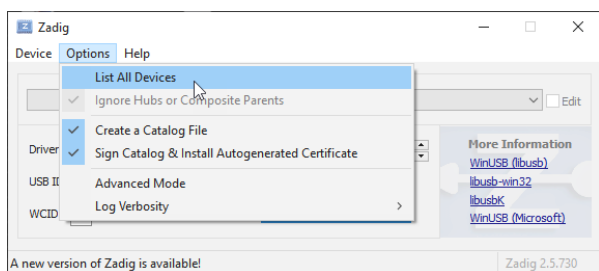 Zadig
Device Options Help
List All Devices
Ignore Hubs or Composite Parents
Edit
Create a Catalog File
Driver
Sign Catalog & Install Autogenerated Certificate
More Information
WinUSB (libusb)
USB ID
Advanced Mode
libusb-win32
Log Verbosity
libusbK
WCID
WinUSB (Microsoft)
A new version of Zadig is available!
Zadig 2.5.730